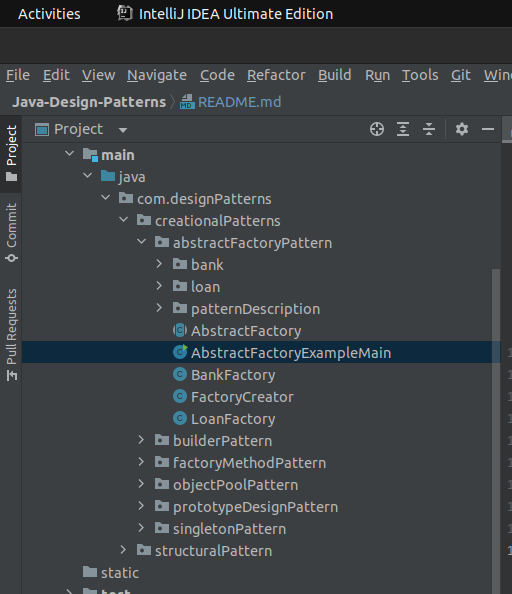 Activities IntelliJ IDEA Ultimate Edition
File Edit View Navigate Code Refactor Build Run Tools Git
Java-Design-Patterns README.md
Project
Project
Commit
Pull Requests
main
java
com.designPatterns
creationalPatterns
abstractFactoryPattern
bank
loan
patternDescription
AbstractFactory
AbstractFactoryExampleMain
BankFactory
FactoryCreator
LoanFactory
builderPattern
factoryMethodPattern
objectPoolPattern
prototypeDesignPattern
singletonPattern
structuralPattern
static